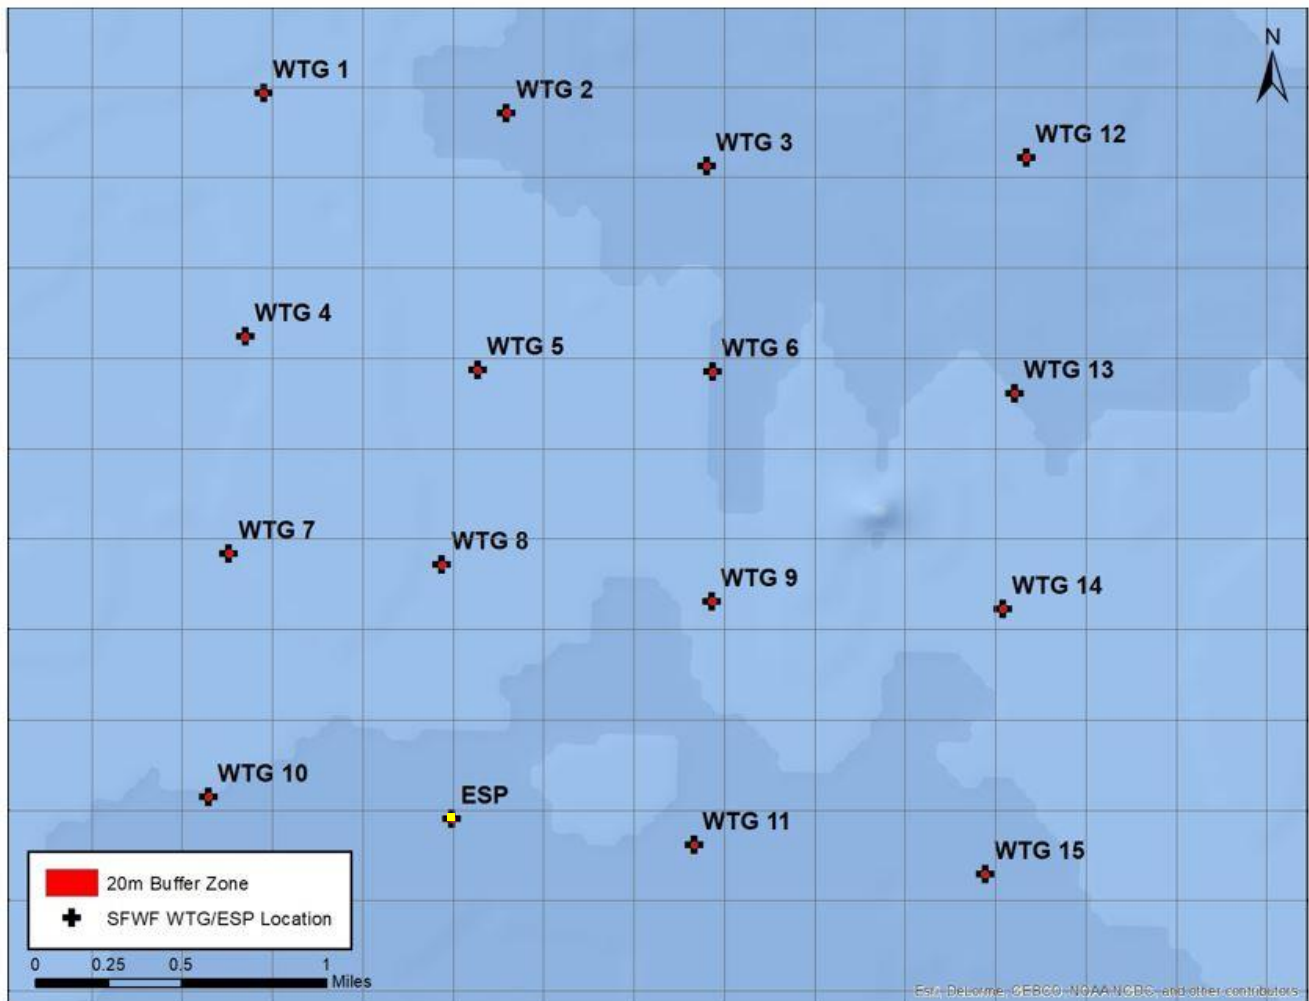 N
WTG 1
WTG 2
WTG 3
WTG 12
WTG 4
WTG 5
WTG 6
WTG 13
WTG 7
WTG 8
WTG 9
WTG 14
WTG 10
ESP
WTG 11
WTG 15
20m Buffer Zone
SFWF WTG/ESP Location
0 0.25 0.5 1
Miles
Esri, DeLorme, GEBCO, NOAA NGDC, and other contributors